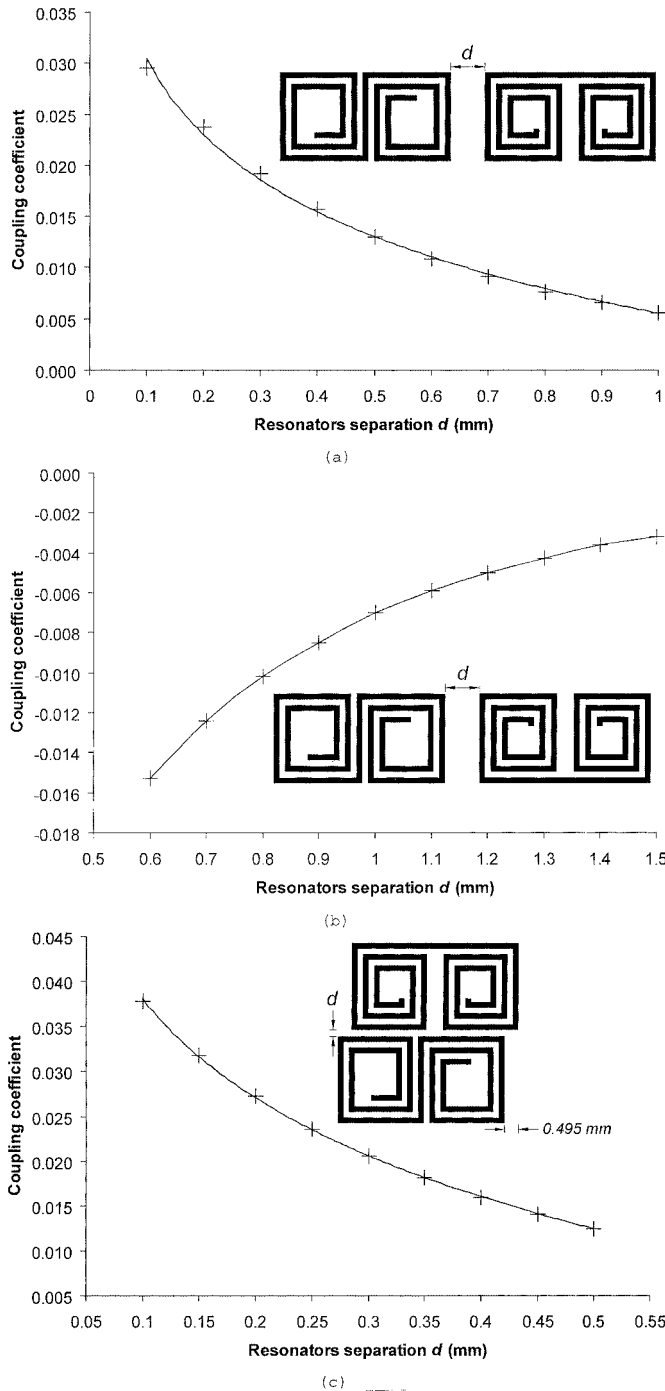 0.035
0.030
0.025
0.020
0.015
0.010
0.005
0.000
Coupling coefficient
d
0 0.1 0.2 0.3 0.4 0.5 0.6 0.7 0.8 0.9 1
Resonators separation d (mm)
(a)
0.000
-0.002
-0.004
-0.006
-0.008
-0.010
-0.012
-0.014
-0.016
-0.018
Coupling coefficient
d
0.5 0.6 0.7 0.8 0.9 1 1.1 1.2 1.3 1.4 1.5
Resonators separation d (mm)
(b)
0.045
0.040
0.035
0.030
0.025
0.020
0.015
0.010
0.005
Coupling coefficient
d
0.495 mm
0.05 0.1 0.15 0.2 0.25 0.3 0.35 0.4 0.45 0.5 0.55
Resonators separation d (mm)
(c)